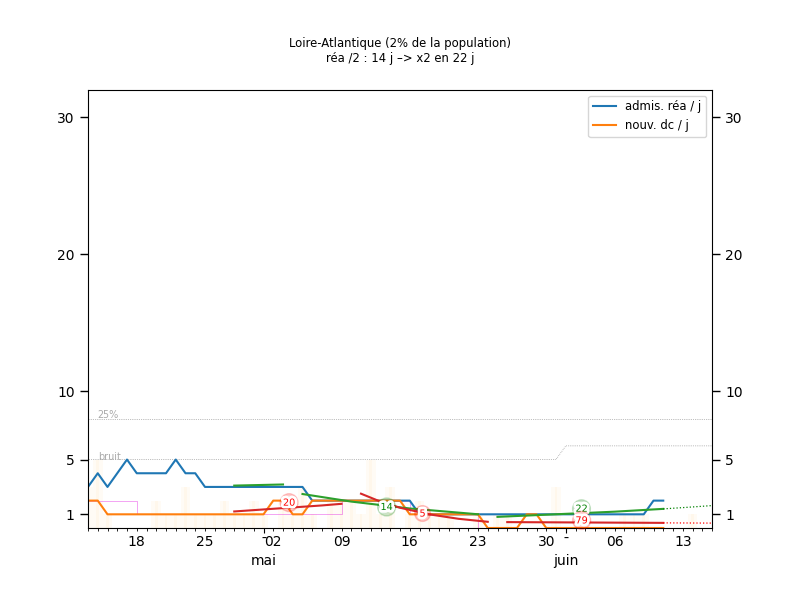 Loire-Atlantique (2% de la population)
réa /2 : 14 j –> x2 en 22 j
admis. réa / j
nouv. dc / j
30 30
20 20
10 10
25%
bruit
5 5
1 1
20
14
5
22
79
18 25 02 09 16 23 30 06 13
mai juin